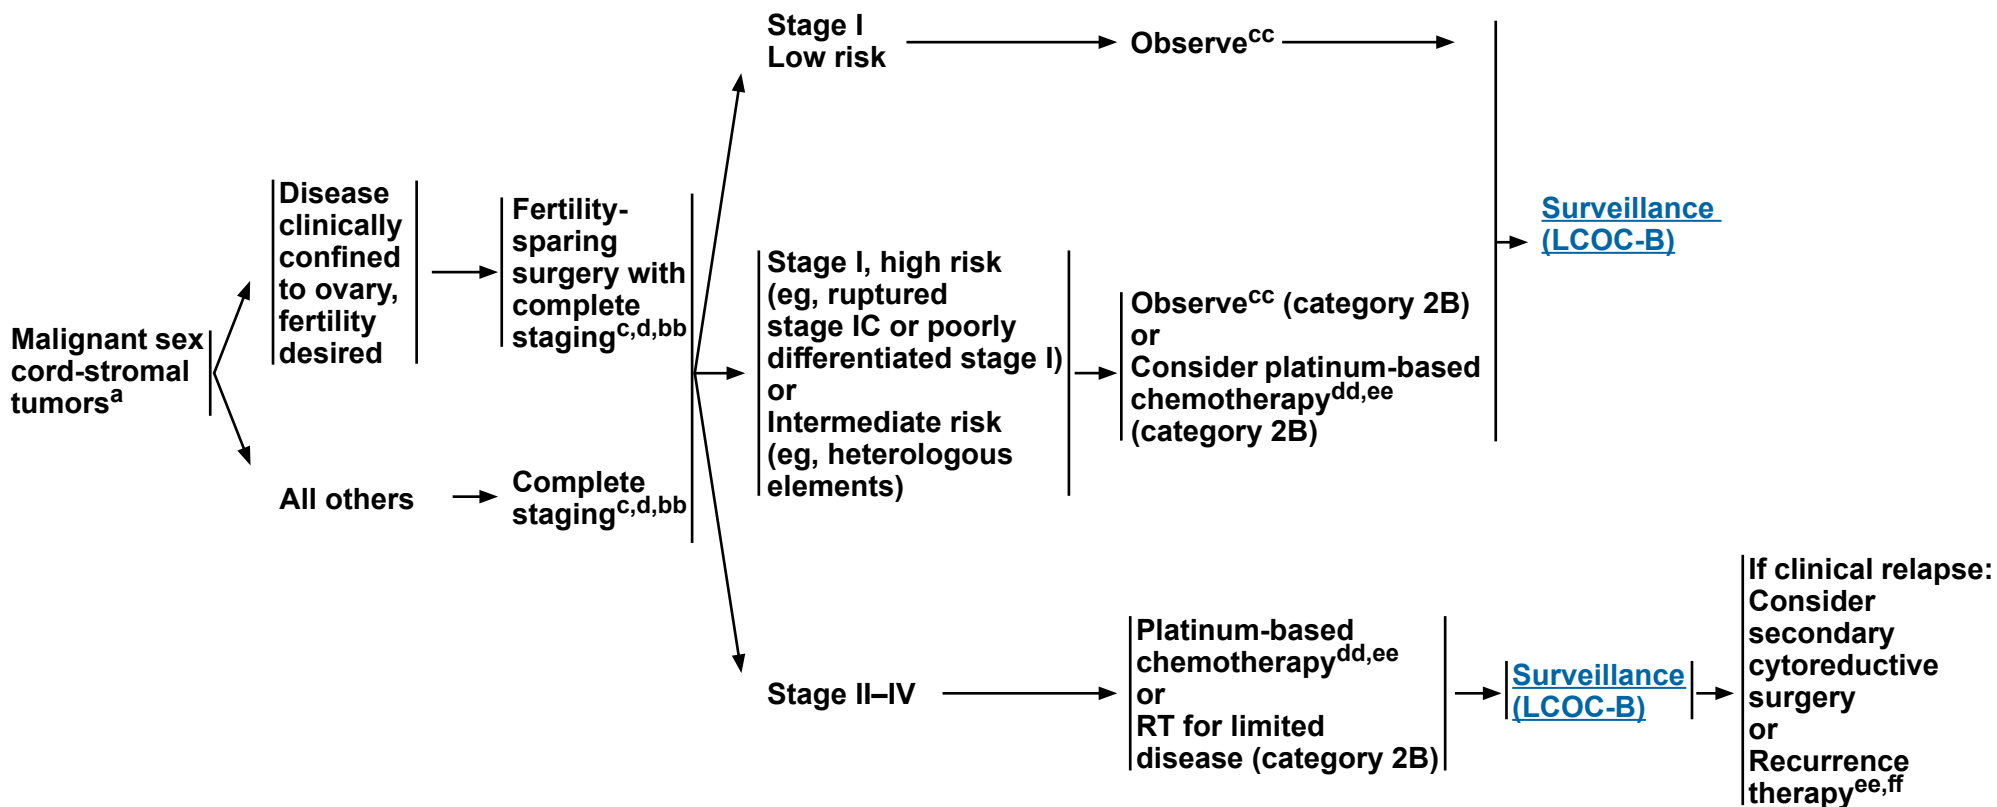 Malignant sex
cord-stromal
tumorsᵃ
Disease
clinically
confined
to ovary,
fertility
desired
All others
Fertility-
sparing
surgery with
complete
stagingc,d,bb
Complete
stagingc,d,bb
Stage I
Low risk
Observecc
Stage I, high risk
(eg, ruptured
stage IC or poorly
differentiated stage I)
or
Intermediate risk
(eg, heterologous
elements)
Observecc (category 2B)
or
Consider platinum-based
chemotherapydd,ee
(category 2B)
Surveillance
(LCOC-B)
Stage II–IV
Platinum-based
chemotherapydd,ee
or
RT for limited
disease (category 2B)
Surveillance
(LCOC-B)
If clinical relapse:
Consider
secondary
cytoreductive
surgery
or
Recurrence
therapyee,ff